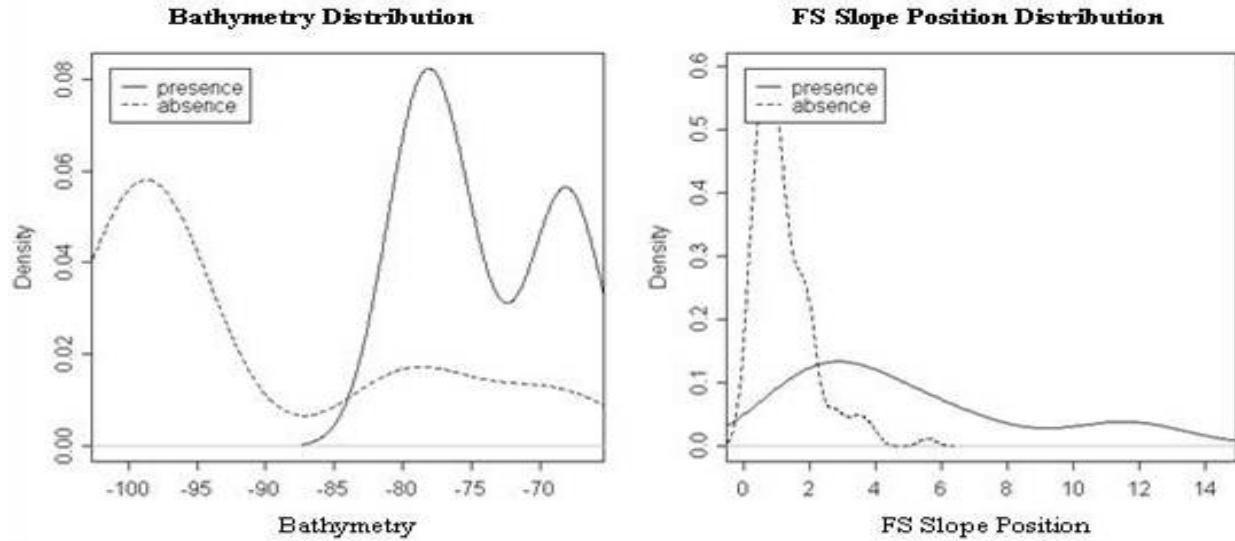 Bathymetry Distribution
presence
absence
Density
0.00
0.02
0.04
0.06
0.08
-100
-95
-90
-85
-80
-75
-70
Bathymetry
FS Slope Position Distribution
presence
absence
Density
0.0
0.1
0.2
0.3
0.4
0.5
0.6
0
2
4
6
8
10
12
14
FS Slope Position